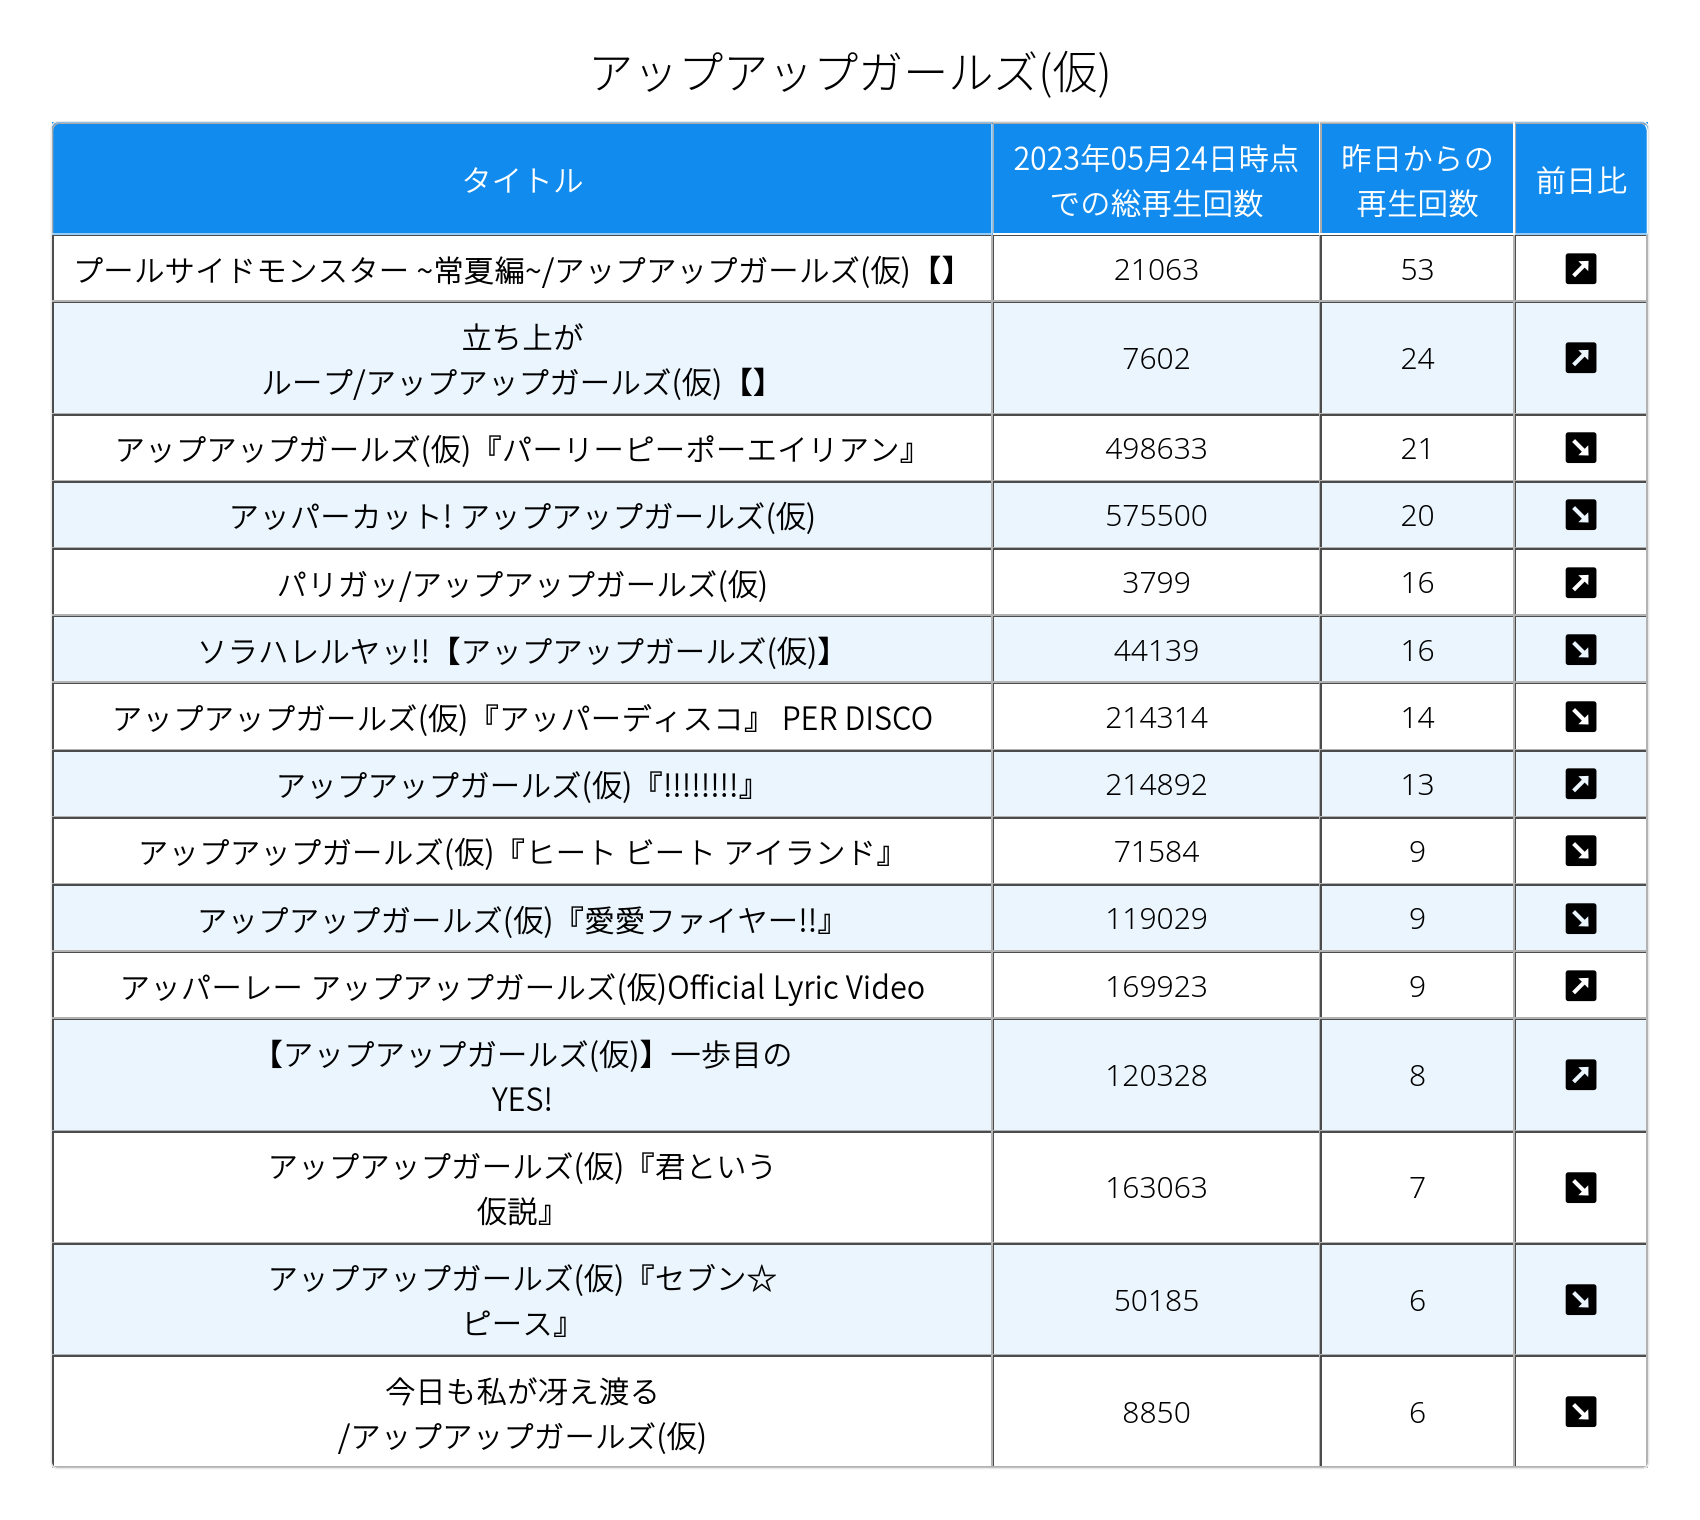 アップアップガールズ(仮)
タイトル
2023年05月24日時点
での総再生回数
昨日からの
再生回数
前日比
プールサイドモンスター ~常夏編~/アップアップガールズ(仮)【】
21063
53
立ち上が
ループ/アップアップガールズ(仮)【】
7602
24
アップアップガールズ(仮)『パーリーピーポーエイリアン』
498633
21
アッパーカット! アップアップガールズ(仮)
575500
20
パリガッ/アップアップガールズ(仮)
3799
16
ソラハレルヤッ!!【アップアップガールズ(仮)】
44139
16
アップアップガールズ(仮)『アッパーディスコ』 PER DISCO
214314
14
アップアップガールズ(仮)『!!!!!!!!』
214892
13
アップアップガールズ(仮)『ヒート ビート アイランド』
71584
9
アップアップガールズ(仮)『愛愛ファイヤー!!』
119029
9
アッパーレー アップアップガールズ(仮)Official Lyric Video
169923
9
【アップアップガールズ(仮)】一歩目の
YES!
120328
8
アップアップガールズ(仮)『君という
仮説』
163063
7
アップアップガールズ(仮)『セブン☆
ピース』
50185
6
今日も私が冴え渡る
/アップアップガールズ(仮)
8850
6